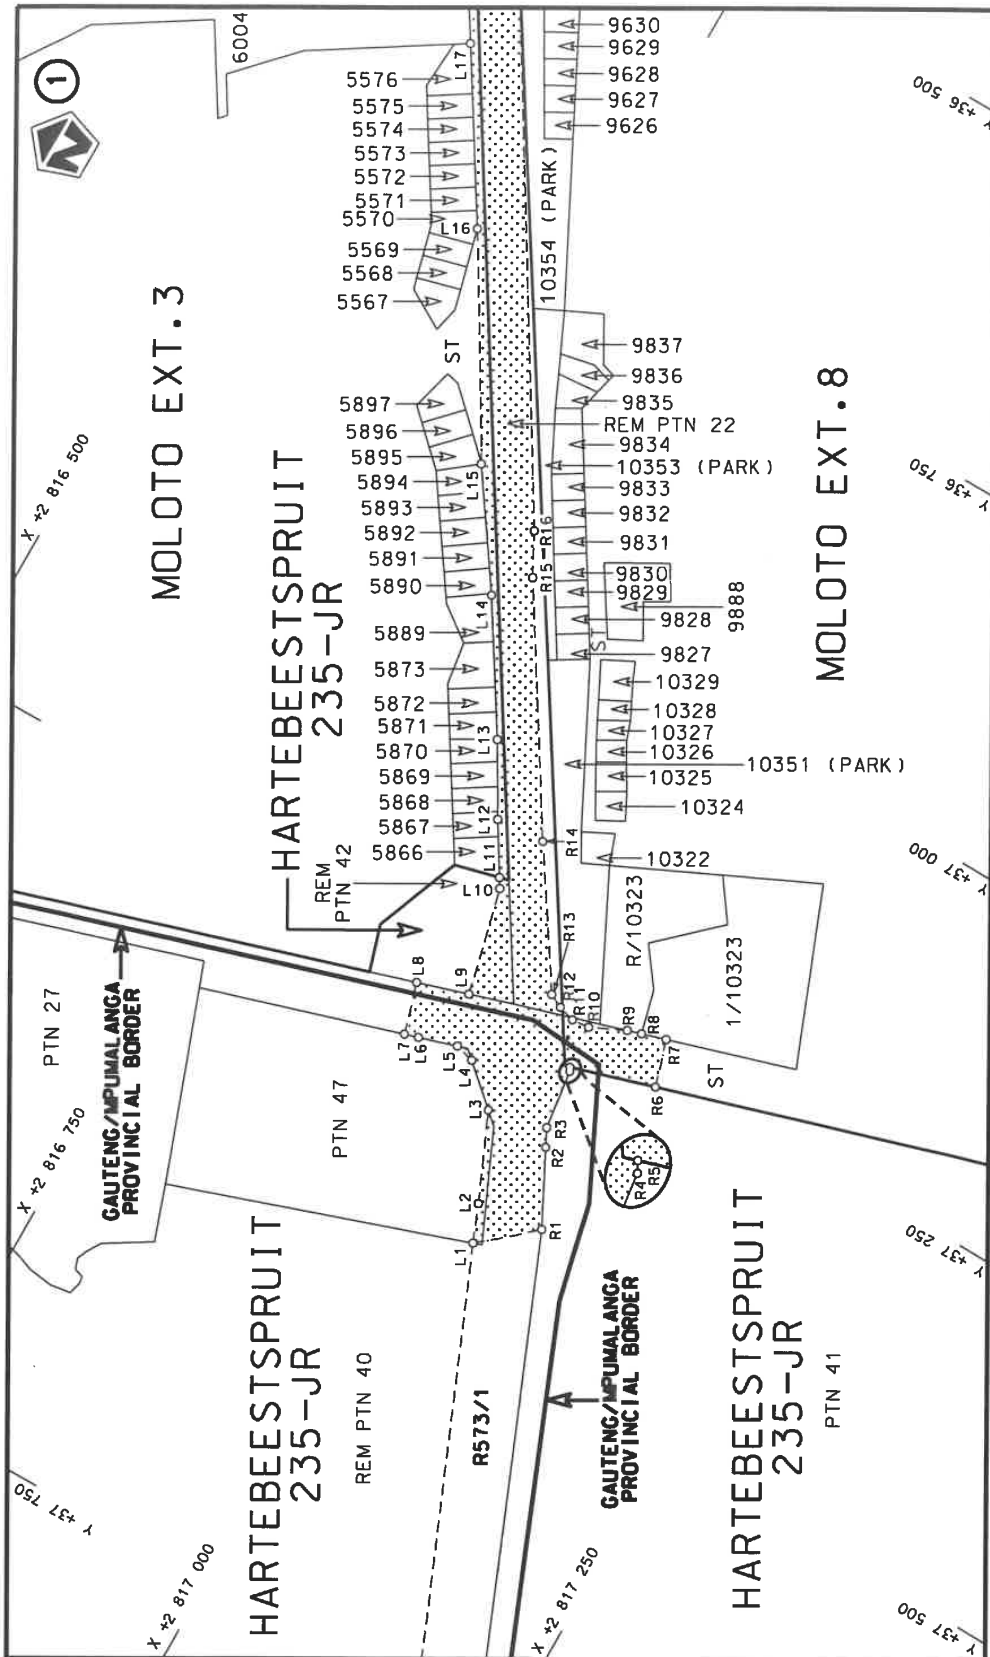 1
6004
L17
5576
5575
5574
5573
5572
5571
5570
L16
5569
5568
5567
ST
5897
5896
5895
5894
L15
5893
5892
5891
5890
L14
5889
5873
5872
5871
L13
5870
5869
5868
L12
5867
5866
L11
L10
REM
PTN 42
MOLOTO EXT.3
X +2 816 500
HARTEBEESTSPRUIT
235-JR
9630
9629
9628
9627
9626
10354 (PARK)
Y +36 500
9837
9836
9835
REM PTN 22
9834
10353 (PARK)
9833
9832
R16
9831
R15
9830
9829
9888
9828
ST
9827
10329
10328
10327
10326
10351 (PARK)
10325
10324
R14
10322
MOLOTO EXT.8
Y +36 750
Y +37 000
R/10323
1/10323
R13
R12
R11
R10
R9
R8
R7
ST
R6
L8
L9
L7
L6
L5
L4
L3
L2
L1
R3
R2
R1
R4
R5
PTN 27
GAUTENG/MPUMALANGA
PROVINCIAL BORDER
X +2 816 750
PTN 47
HARTEBEESTSPRUIT
235-JR
REM PTN 40
R573/1
GAUTENG/MPUMALANGA
PROVINCIAL BORDER
HARTEBEESTSPRUIT
235-JR
PTN 41
Y +37 250
Y +37 750
X +2 817 000
X +2 817 250
Y +37 500